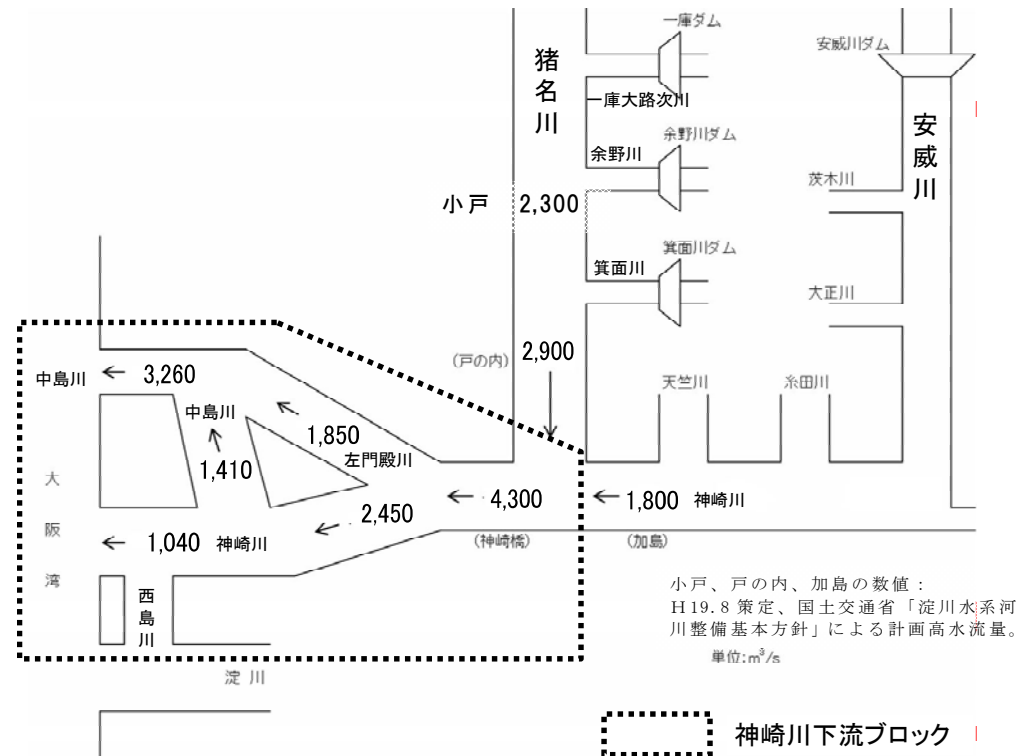 一庫ダム
安威川ダム
猪名川
一庫大路次川
安威川
余野川ダム
余野川
茨木川
小戸 2,300
箕面川ダム
箕面川
大正川
(戸の内) 2,900
中島川 ← 3,260
天竺川
糸田川
中島川
1,850
左門殿川
1,410
大阪湾
2,450
← 4,300
← 1,800 神崎川
← 1,040 神崎川
(神崎橋)
(加島)
西島川
小戸、戸の内、加島の数値：
H19.8策定、国土交通省「淀川水系河
川整備基本方針」による計画高水流量。
単位:m³/s
淀川
神崎川下流ブロック